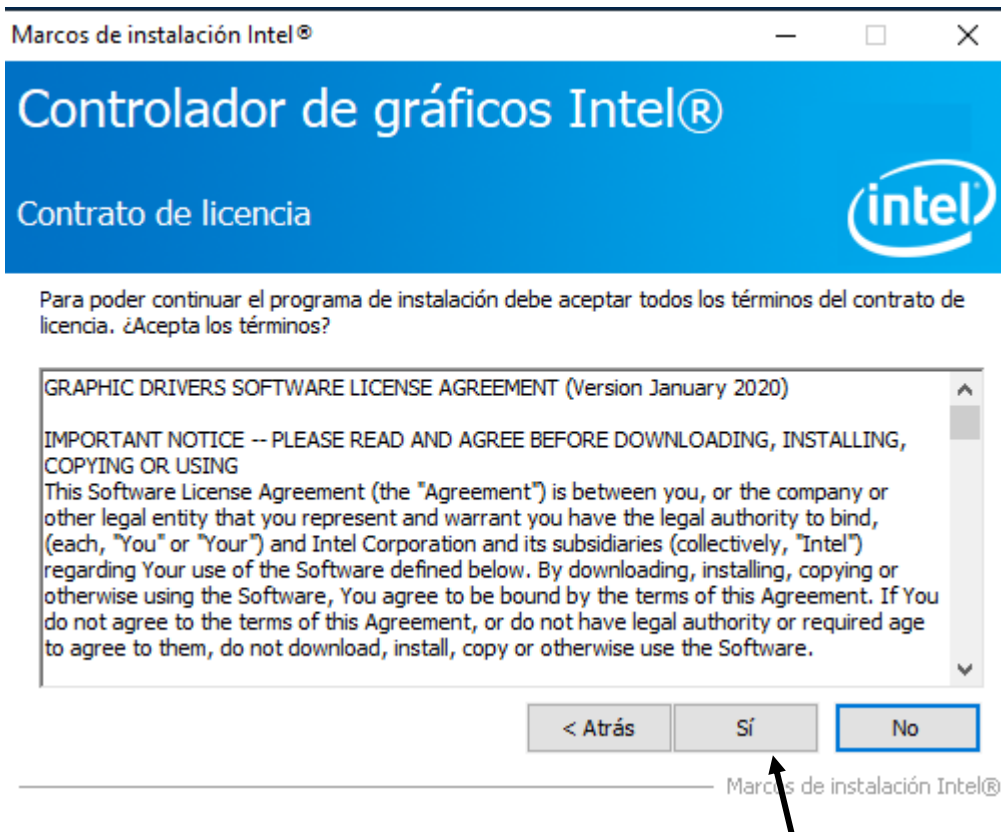 Marcos de instalación Intel®
Controlador de gráficos Intel®
Contrato de licencia
intel
Para poder continuar el programa de instalación debe aceptar todos los términos del contrato de
licencia. ¿Acepta los términos?
GRAPHIC DRIVERS SOFTWARE LICENSE AGREEMENT (Version January 2020)
IMPORTANT NOTICE -- PLEASE READ AND AGREE BEFORE DOWNLOADING, INSTALLING,
COPYING OR USING
This Software License Agreement (the "Agreement") is between you, or the company or
other legal entity that you represent and warrant you have the legal authority to bind,
(each, "You" or "Your") and Intel Corporation and its subsidiaries (collectively, "Intel")
regarding Your use of the Software defined below. By downloading, installing, copying or
otherwise using the Software, You agree to be bound by the terms of this Agreement. If You
do not agree to the terms of this Agreement, or do not have legal authority or required age
to agree to them, do not download, install, copy or otherwise use the Software.
< Atrás Sí No
Marcos de instalación Intel®